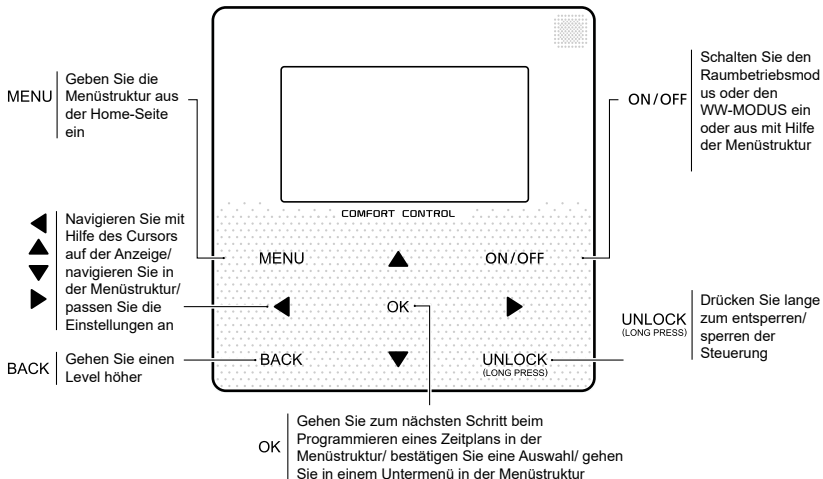 MENU
Geben Sie die
Menüstruktur aus
der Home-Seite
ein
ON/OFF
Schalten Sie den
Raumbetriebsmod
us oder den
WW-MODUS ein
oder aus mit Hilfe
der Menüstruktur
COMFORT CONTROL
MENU
ON/OFF
OK
BACK
UNLOCK
(LONG PRESS)
Navigieren Sie mit
Hilfe des Cursors
auf der Anzeige/
navigieren Sie in
der Menüstruktur/
passen Sie die
Einstellungen an
BACK
Gehen Sie einen
Level höher
UNLOCK
(LONG PRESS)
Drücken Sie lange
zum entsperren/
sperren der
Steuerung
OK
Gehen Sie zum nächsten Schritt beim
Programmieren eines Zeitplans in der
Menüstruktur/ bestätigen Sie eine Auswahl/ gehen
Sie in einem Untermenü in der Menüstruktur